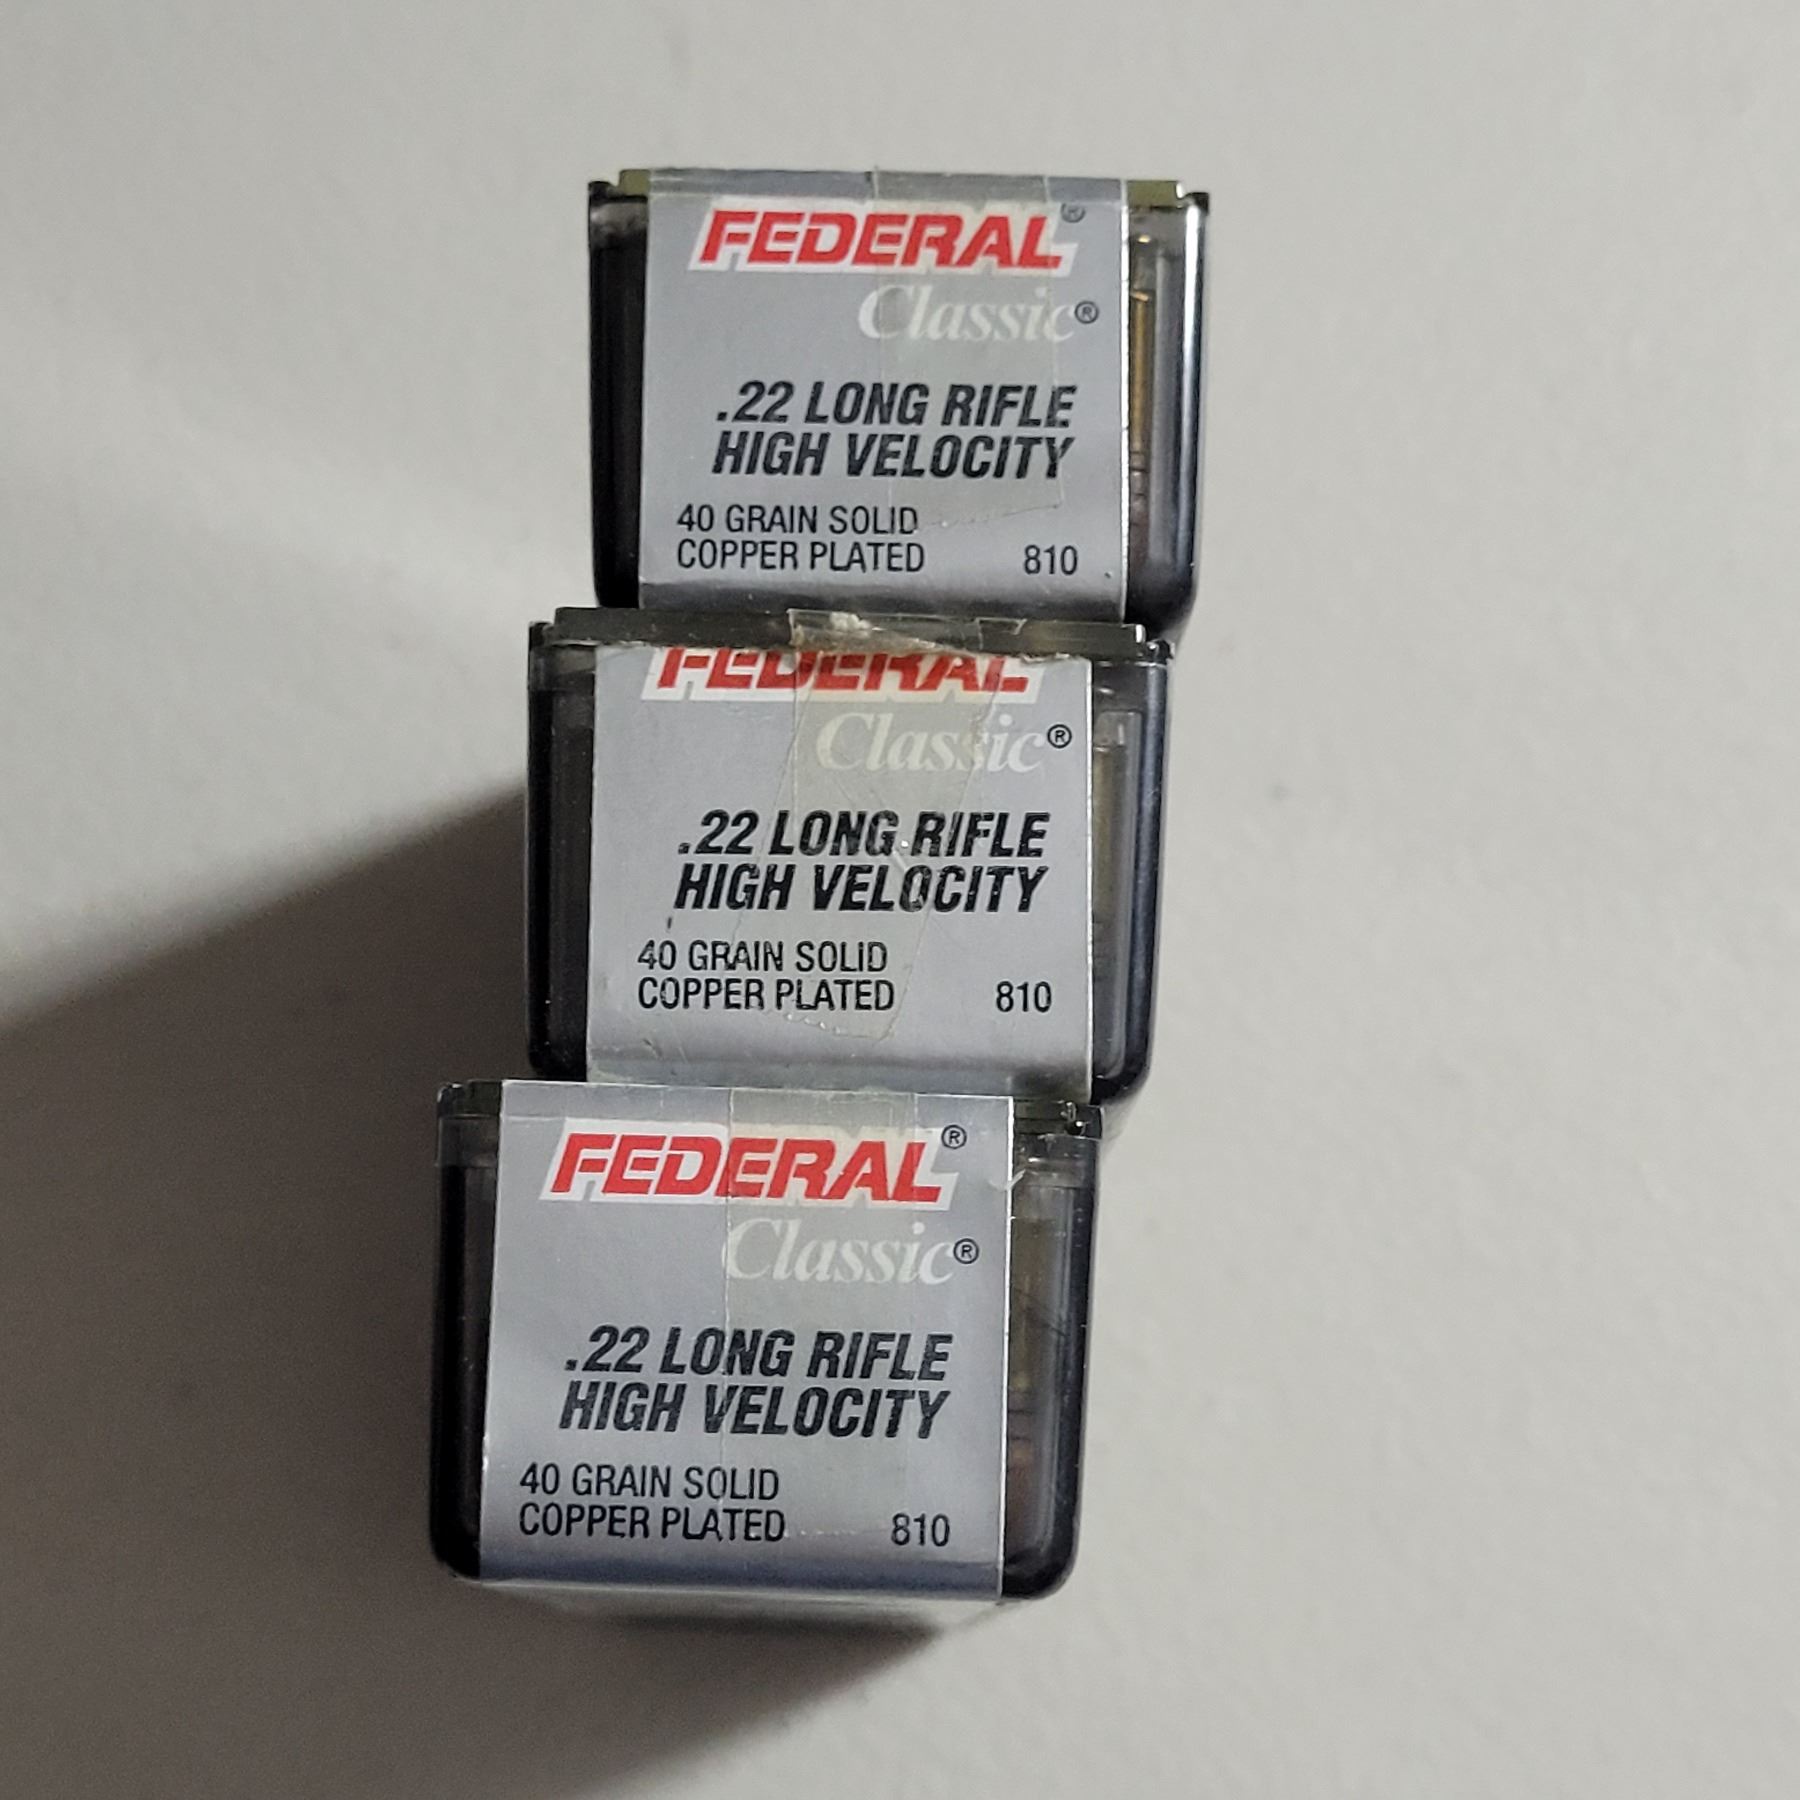 FEDERAL®
Classic®
.22 LONG RIFLE
HIGH VELOCITY
40 GRAIN SOLID
COPPER PLATED 810
FEDERAL
Classic®
.22 LONG RIFLE
HIGH VELOCITY
40 GRAIN SOLID
COPPER PLATED 810
FEDERAL®
Classic®
.22 LONG RIFLE
HIGH VELOCITY
40 GRAIN SOLID
COPPER PLATED 810